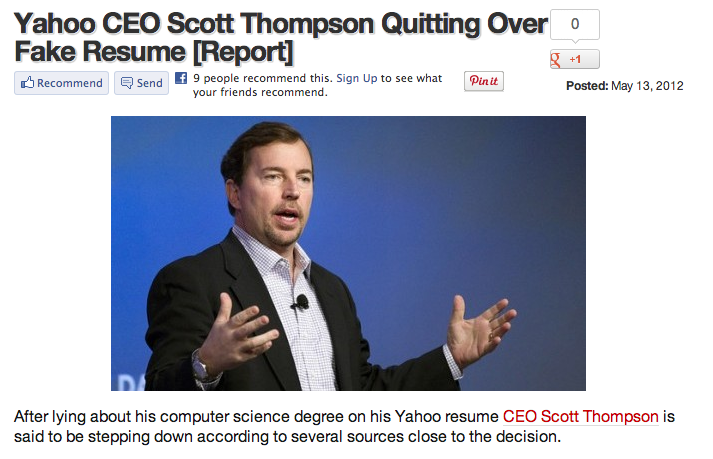 Yahoo CEO Scott Thompson Quitting Over
Fake Resume [Report]
0
+1
Recommend
Send
9 people recommend this. Sign Up to see what
your friends recommend.
Pin it
Posted: May 13, 2012
After lying about his computer science degree on his Yahoo resume CEO Scott Thompson is
said to be stepping down according to several sources close to the decision.